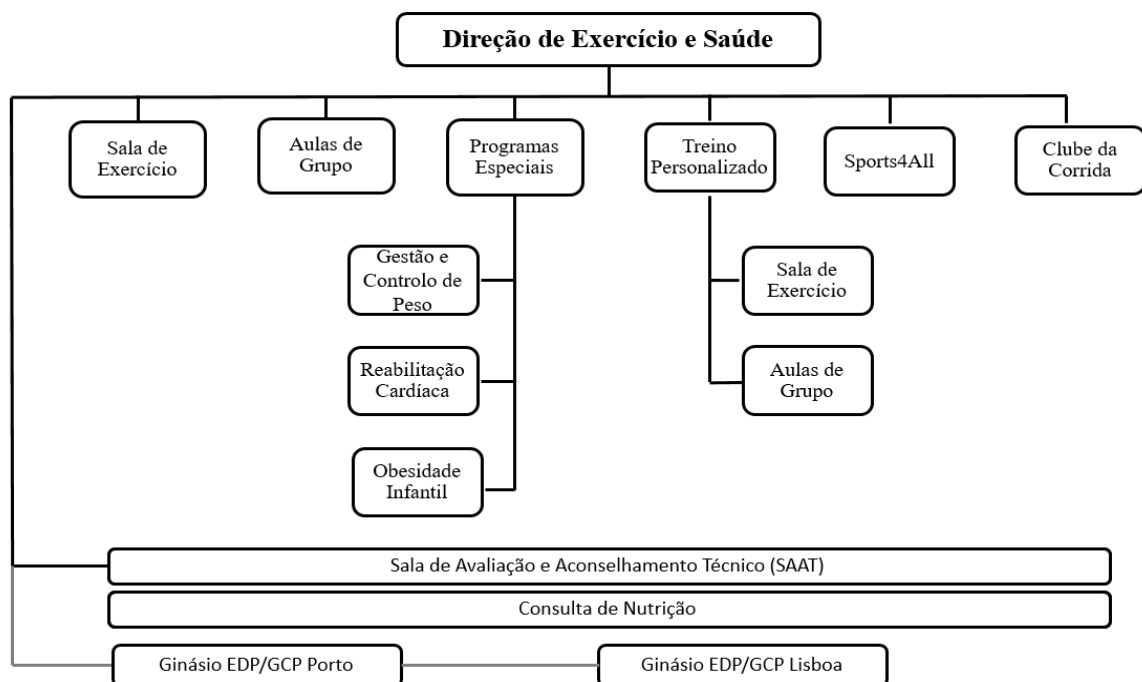 Direção de Exercício e Saúde
Sala de
Exercício
Aulas de
Grupo
Programas
Especiais
Treino
Personalizado
Sports4All
Clube da
Corrida
Gestão e
Controlo de
Peso
Sala de
Exercício
Reabilitação
Cardíaca
Aulas de
Grupo
Obesidade
Infantil
Sala de Avaliação e Aconselhamento Técnico (SAAT)
Consulta de Nutrição
Ginásio EDP/GCP Porto
Ginásio EDP/GCP Lisboa